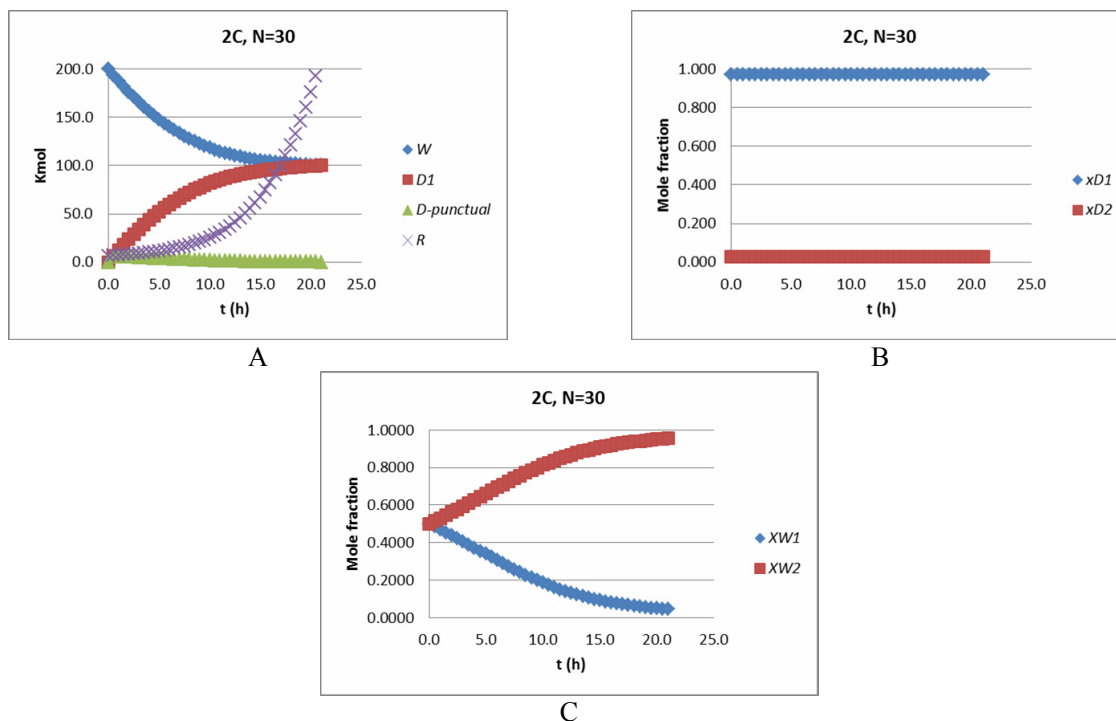 2C, N=30
200.0
150.0
100.0
50.0
0.0
Kmol
0.0 5.0 10.0 15.0 20.0 25.0
t (h)
W
D1
D-punctual
R
A
2C, N=30
1.000
0.800
0.600
0.400
0.200
0.000
Mole fraction
0.0 5.0 10.0 15.0 20.0 25.0
t (h)
xD1
xD2
B
2C, N=30
1.0000
0.8000
0.6000
0.4000
0.2000
0.0000
Mole fraction
0.0 5.0 10.0 15.0 20.0 25.0
t (h)
XW1
XW2
C